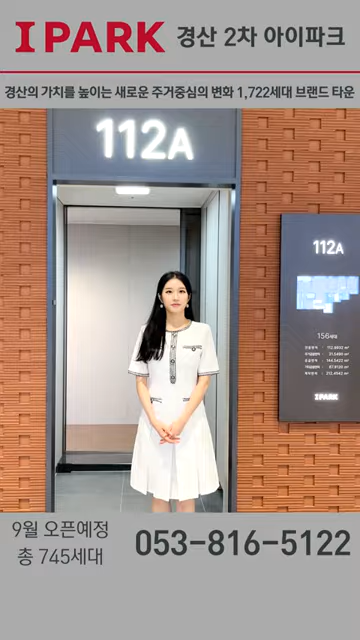 IPARK 경산 2차 아이파크
경산의 가치를 높이는 새로운 주거중심의 변화 1,722세대 브랜드 타운
112A
112A
156세대
IPARK
9월 오픈예정
총 745세대
053-816-5122